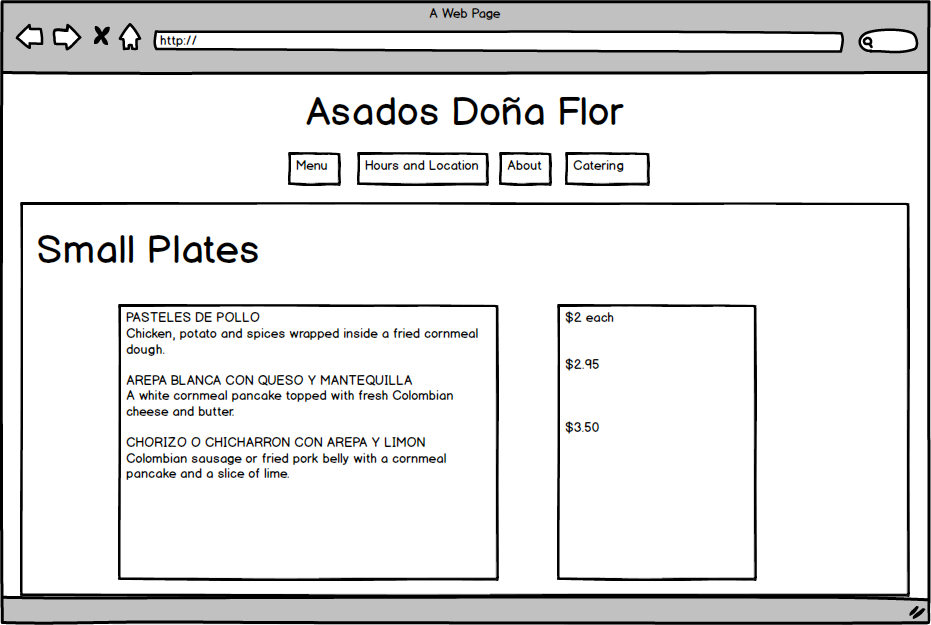 A Web Page
http://
Asados Doña Flor
Menu
Hours and Location
About
Catering
Small Plates
PASTELES DE POLLO
Chicken, potato and spices wrapped inside a fried cornmeal
dough.
AREPA BLANCA CON QUESO Y MANTEQUILLA
A white cornmeal pancake topped with fresh Colombian
cheese and butter.
CHORIZO O CHICHARRON CON AREPA Y LIMON
Colombian sausage or fried pork belly with a cornmeal
pancake and a slice of lime.
$2 each
$2.95
$3.50